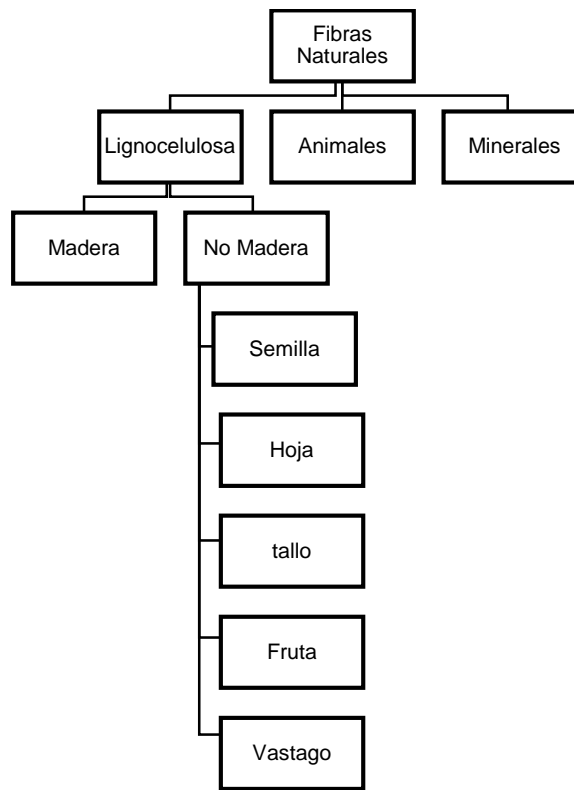 Fibras
Naturales
Lignocelulosa
Animales
Minerales
Madera
No Madera
Semilla
Hoja
tallo
Fruta
Vastago